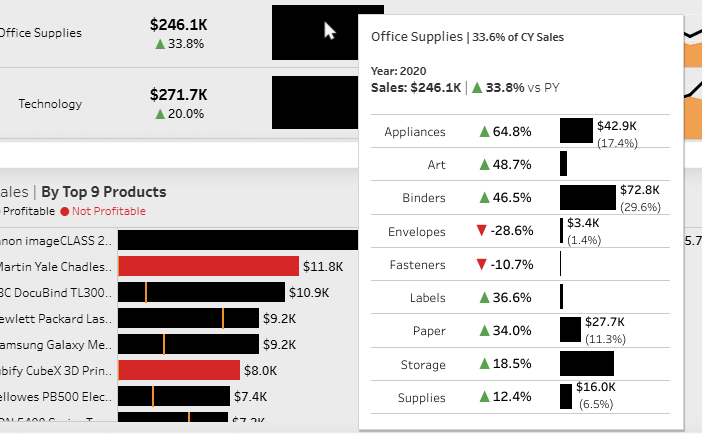 Office Supplies
$246.1K
▲ 33.8%
Technology
$271.7K
▲ 20.0%
ales | By Top 9 Products
Profitable ● Not Profitable
non imageCLASS 2..
Martin Yale Chadles.. $11.8K
BC DocuBind TL300.. $10.9K
ewlett Packard Las.. $9.2K
amsung Galaxy Me.. $9.2K
ubify CubeX 3D Prin.. $8.0K
ellowes PB500 Elec.. $7.4K
5.7
Office Supplies | 33.6% of CY Sales
Year: 2020
Sales: $246.1K | ▲ 33.8% vs PY
Appliances ▲ 64.8% $42.9K
(17.4%)
Art ▲ 48.7%
Binders ▲ 46.5% $72.8K
(29.6%)
Envelopes ▼ -28.6% $3.4K
(1.4%)
Fasteners ▼ -10.7%
Labels ▲ 36.6%
Paper ▲ 34.0% $27.7K
(11.3%)
Storage ▲ 18.5%
Supplies ▲ 12.4% $16.0K
(6.5%)